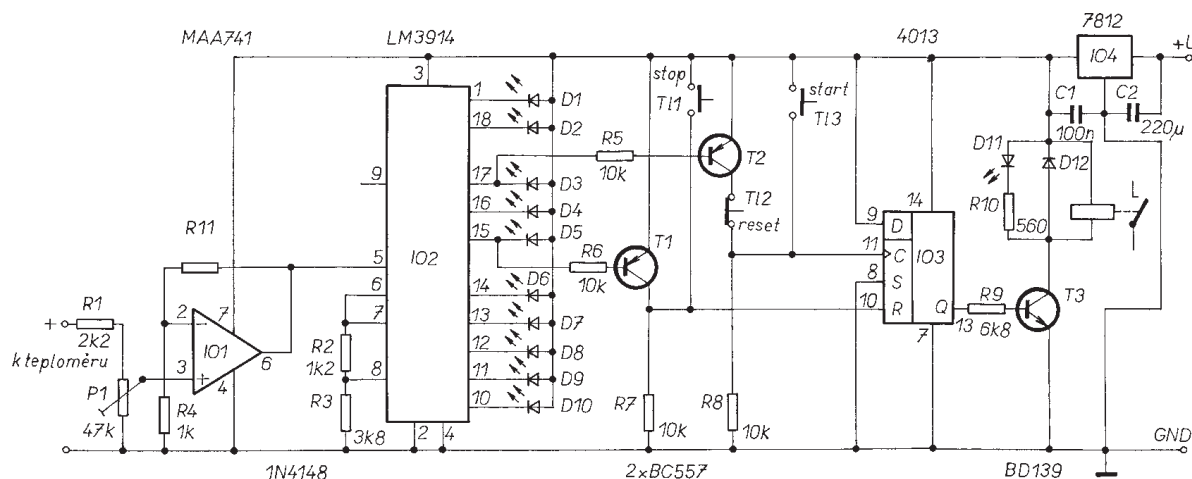 MAA741
LM3914
4013
7812
IO4
+U
3
1
18
17
16
15
14
13
12
11
10
9
5
6
7
8
2
4
IO2
D1
D2
D3
D4
D5
D6
D7
D8
D9
D10
R11
R1
2k2
+
k teploměru
P1
47k
R4
1k
2
3
7
4
6
IO1
−
+
R2
1k2
R3
3k8
R5
10k
R6
10k
T1
T2
stop
Tl1
Tl2
reset
start
Tl3
R7
10k
R8
10k
9
11
8
10
14
7
13
D
C
S
R
Q
IO3
R9
6k8
T3
D11
D12
R10
560
C1
100n
C2
220µ
GND
1N4148
2xBC557
BD139